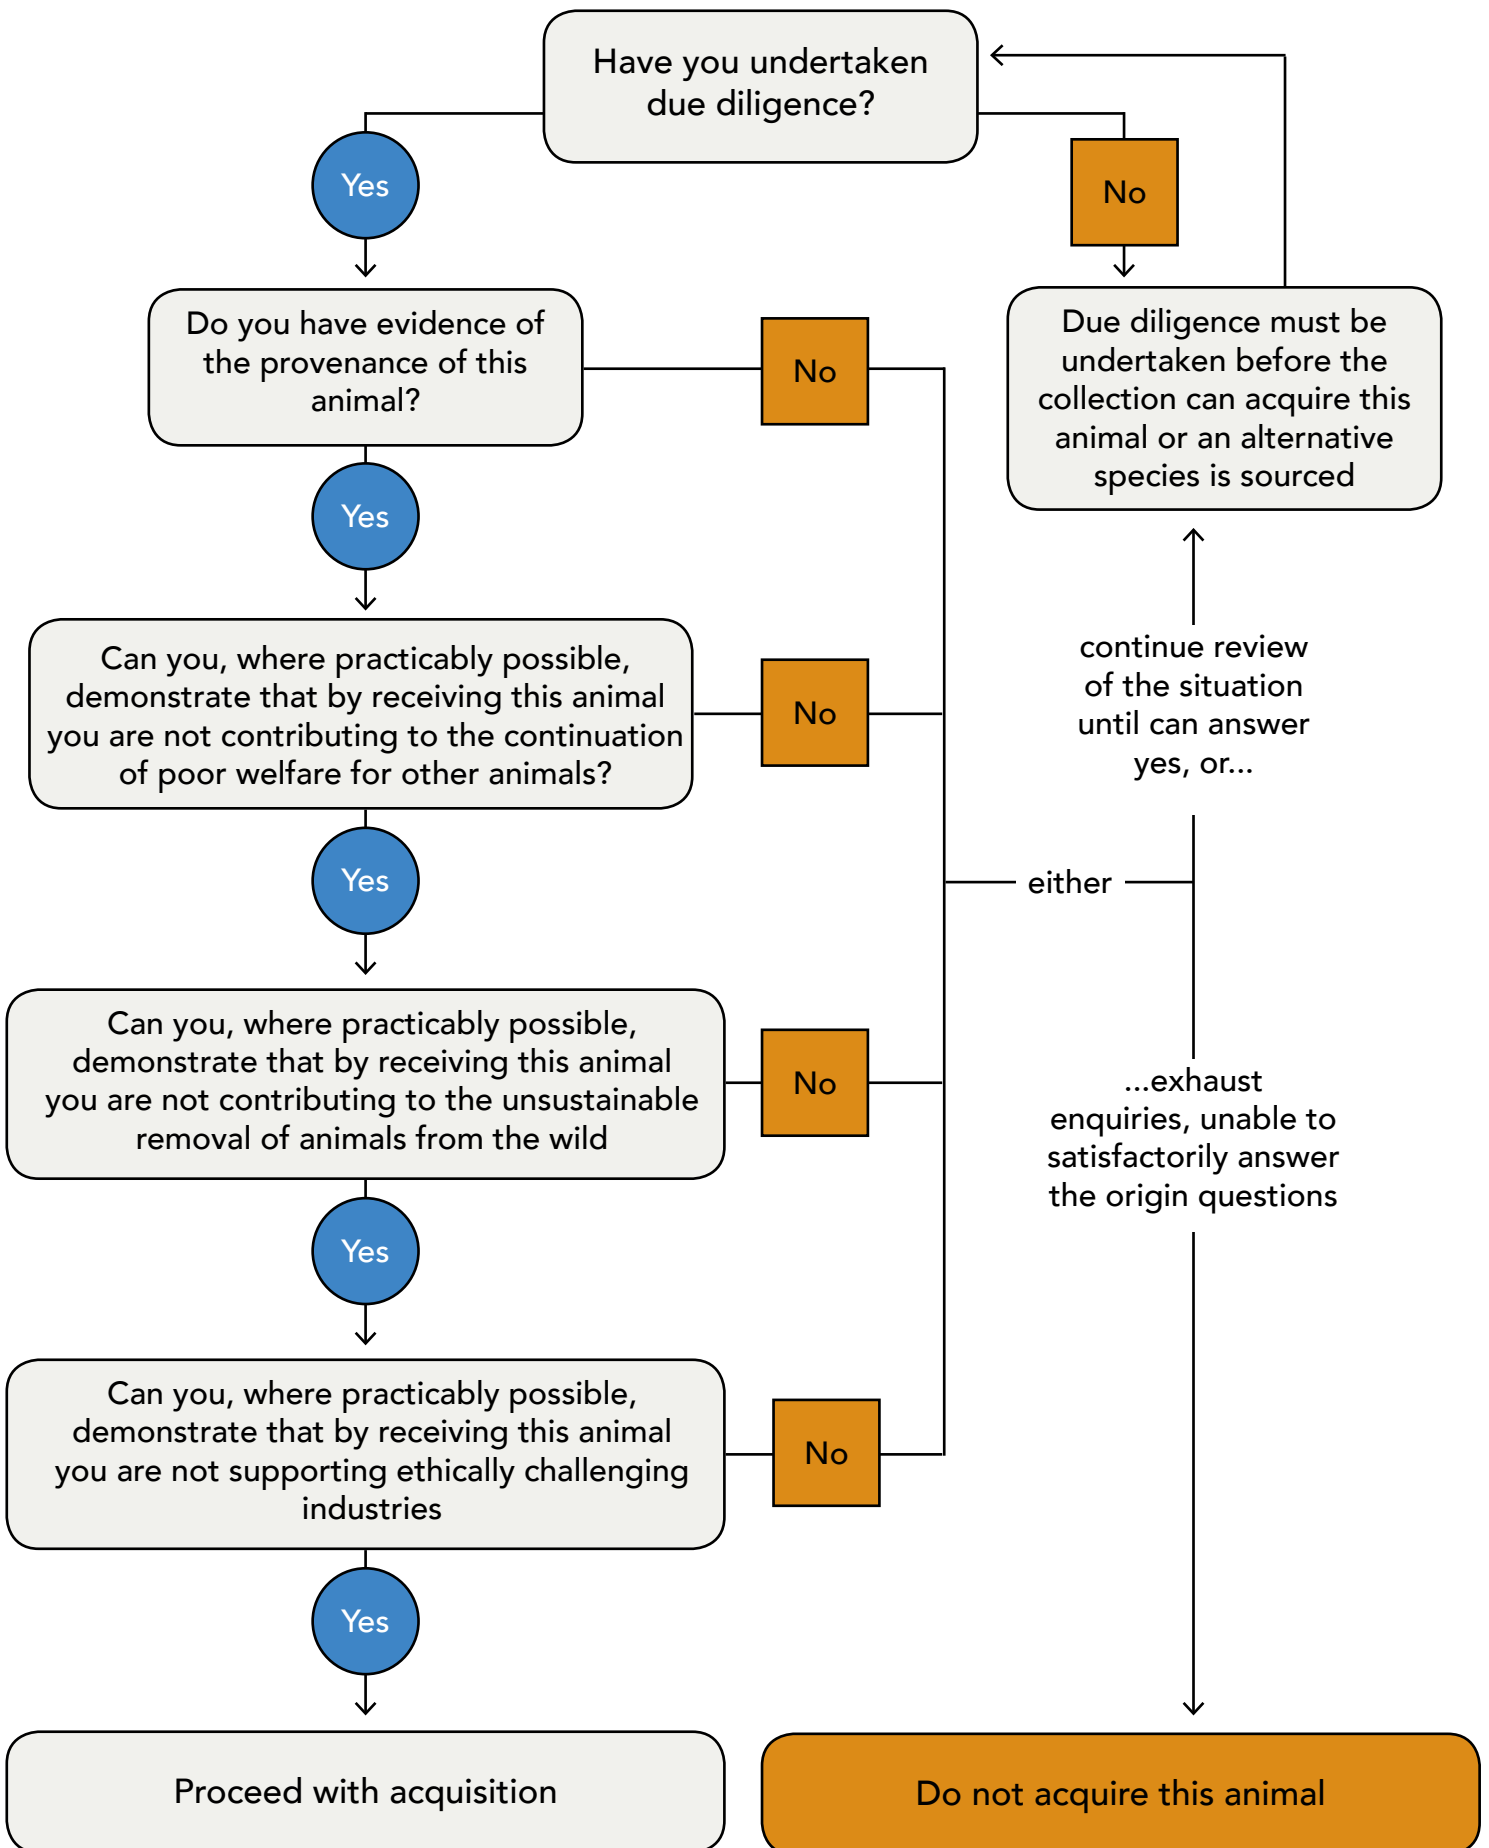 Have you undertaken
due diligence?
Yes
No
Do you have evidence of
the provenance of this
animal?
No
Due diligence must be
undertaken before the
collection can acquire this
animal or an alternative
species is sourced
Yes
Can you, where practicably possible,
demonstrate that by receiving this animal
you are not contributing to the continuation
of poor welfare for other animals?
No
continue review
of the situation
until can answer
yes, or...
Yes
either
Can you, where practicably possible,
demonstrate that by receiving this animal
you are not contributing to the unsustainable
removal of animals from the wild
No
...exhaust
enquiries, unable to
satisfactorily answer
the origin questions
Yes
Can you, where practicably possible,
demonstrate that by receiving this animal
you are not supporting ethically challenging
industries
No
Yes
Proceed with acquisition
Do not acquire this animal